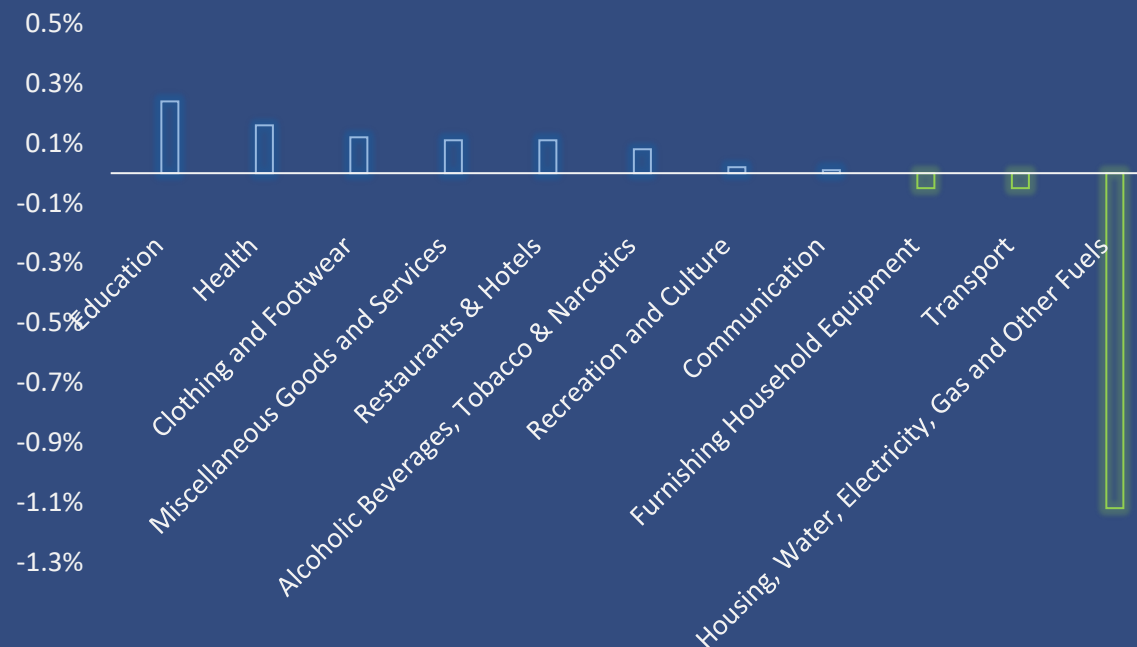 0.5%
0.3%
0.1%
-0.1%
-0.3%
-0.5%
-0.7%
-0.9%
-1.1%
-1.3%
Education
Health
Clothing and Footwear
Miscellaneous Goods and Services
Restaurants & Hotels
Alcoholic Beverages, Tobacco & Narcotics
Recreation and Culture
Communication
Furnishing Household Equipment
Transport
Housing, Water, Electricity, Gas and Other Fuels